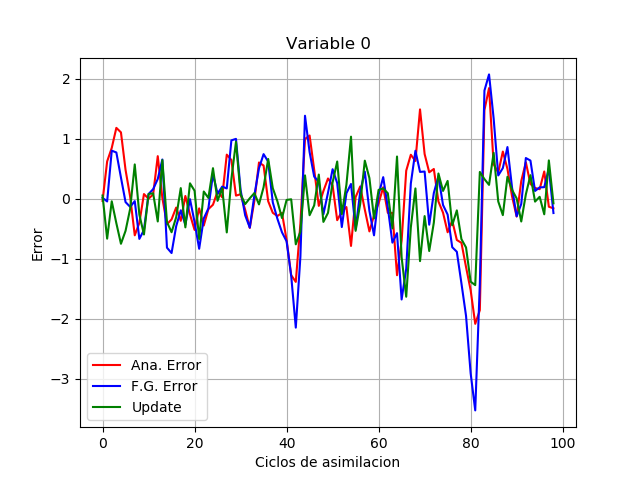 Variable 0
2
1
0
−1
−2
−3
Error
Ana. Error
F.G. Error
Update
0
20
40
60
80
100
Ciclos de asimilacion